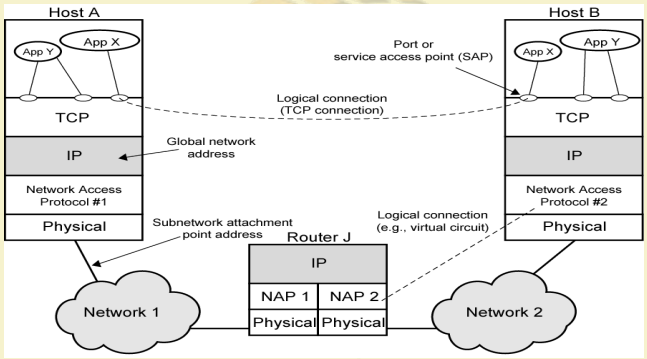 Host A
Host B
App Y
App X
App X
App Y
Port or
service access point (SAP)
Logical connection
(TCP connection)
TCP
TCP
Global network
address
IP
IP
Network Access
Protocol #1
Network Access
Protocol #2
Physical
Physical
Subnetwork attachment
point address
Logical connection
(e.g., virtual circuit)
Router J
IP
NAP 1
NAP 2
Physical
Physical
Network 1
Network 2